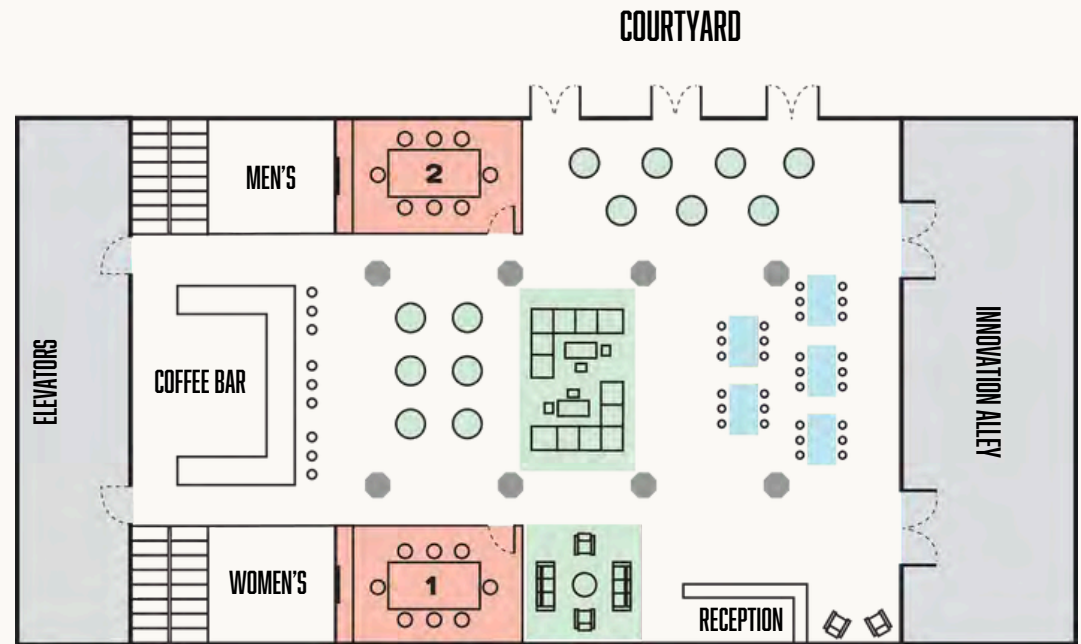 COURTYARD
MEN'S
2
ELEVATORS
COFFEE BAR
INNOVATION ALLEY
WOMEN'S
1
RECEPTION